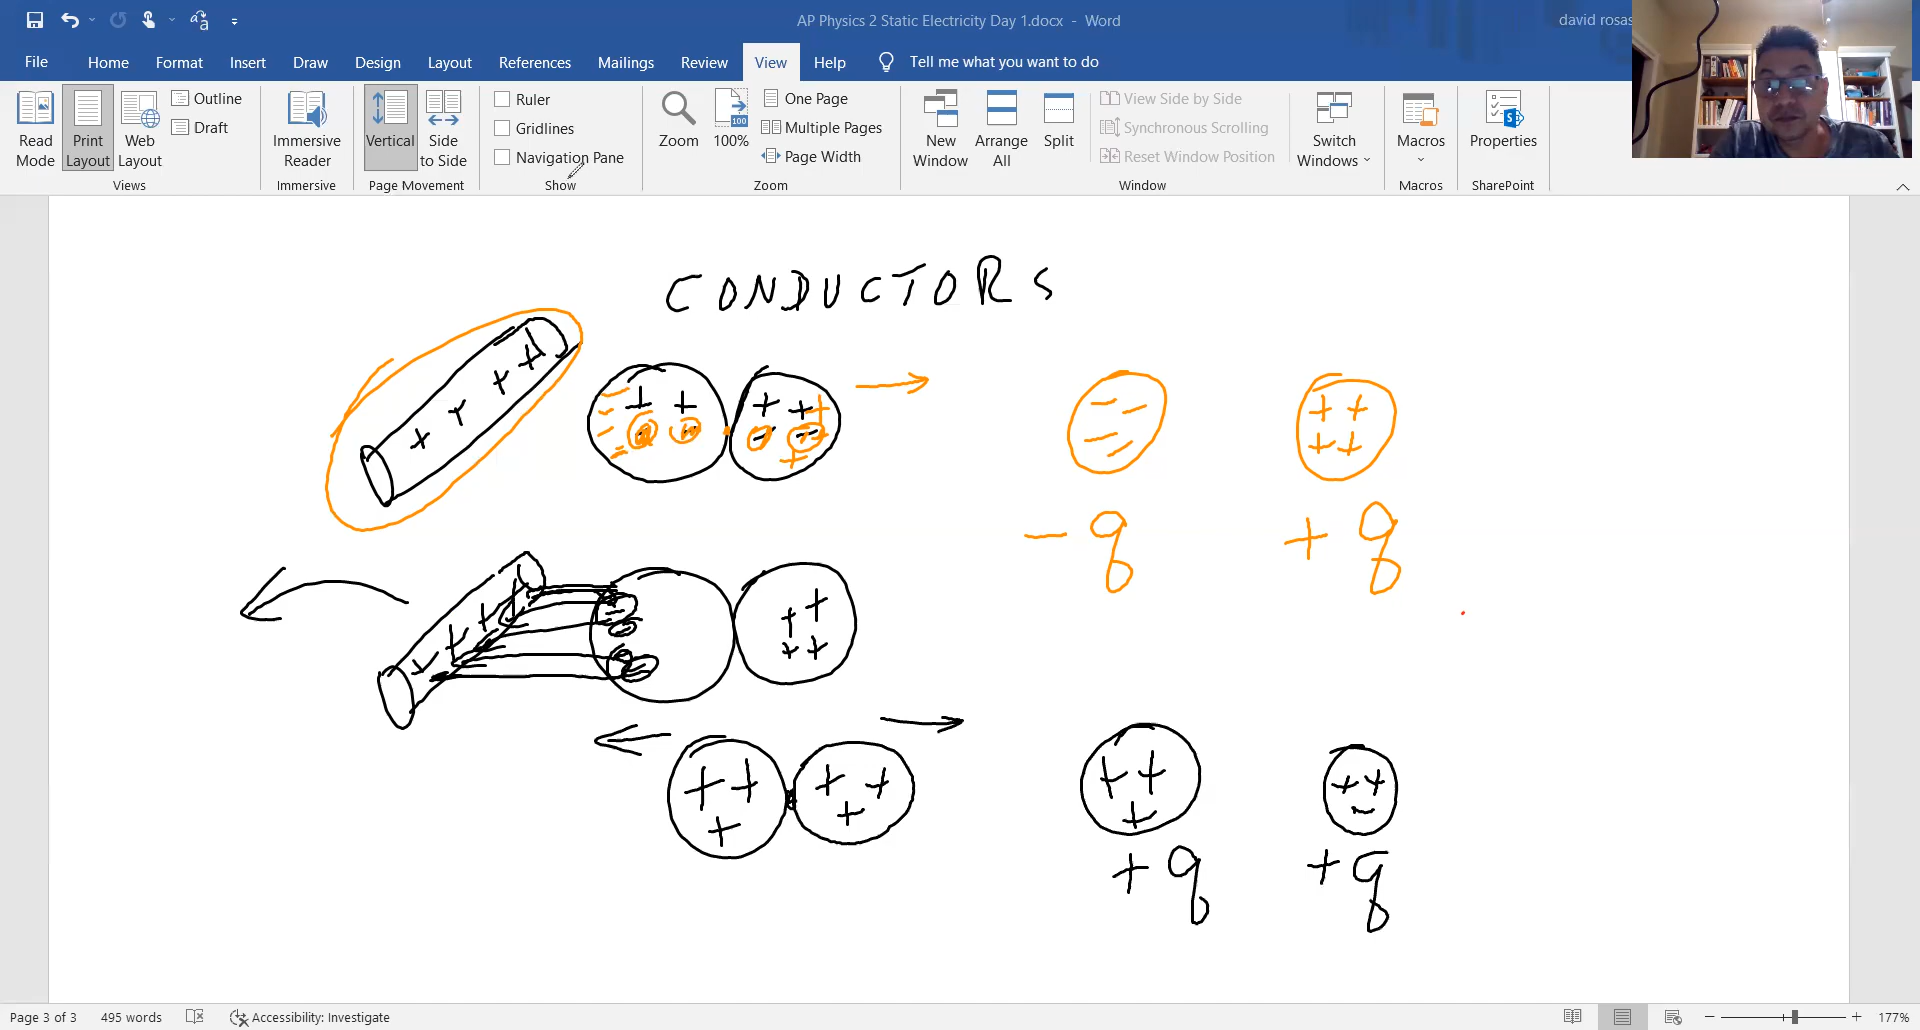 AP Physics 2 Static Electricity Day 1.docx - Word
david rosas
File Home Format Insert Draw Design Layout References Mailings Review View Help Tell me what you want to do
Read Mode
Print Layout
Web Layout
Outline
Draft
Views
Immersive Reader
Immersive
Vertical
Side to Side
Page Movement
Ruler
Gridlines
Navigation Pane
Show
Zoom
100
100%
One Page
Multiple Pages
Page Width
Zoom
New Window
Arrange All
Split
View Side by Side
Synchronous Scrolling
Reset Window Position
Window
Switch Windows
Macros
Macros
Properties
SharePoint
CONDUCTORS
+ + + + +
+ +
+ +
- -
- -
+ +
+ +
- q
+ q
+ + + +
+ +
+ +
+ +
+
+ +
+
+ +
+
+ +
-
+ q
+ q
Page 3 of 3 495 words Accessibility: Investigate 177%